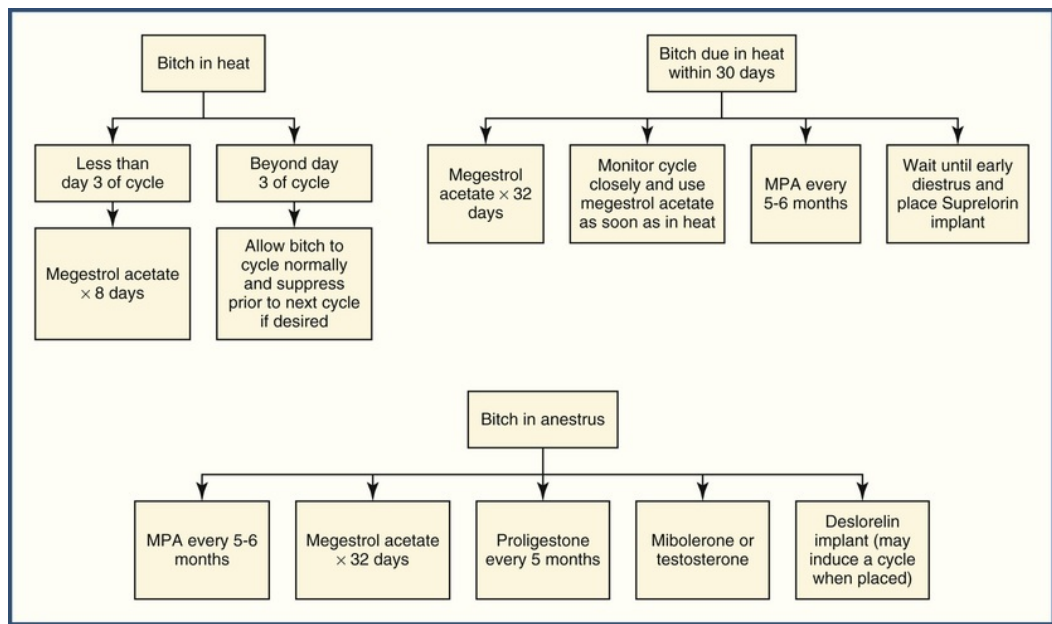 Bitch in heat
Less than
day 3 of cycle
Beyond day
3 of cycle
Megestrol acetate
× 8 days
Allow bitch to
cycle normally
and suppress
prior to next cycle
if desired
Bitch due in heat
within 30 days
Megestrol
acetate × 32
days
Monitor cycle
closely and use
megestrol acetate
as soon as in heat
MPA every
5-6 months
Wait until early
diestrus and
place Suprelorin
implant
Bitch in anestrus
MPA every 5-6
months
Megestrol acetate
× 32 days
Proligestone
every 5 months
Mibolerone or
testosterone
Deslorelin
implant (may
induce a cycle
when placed)